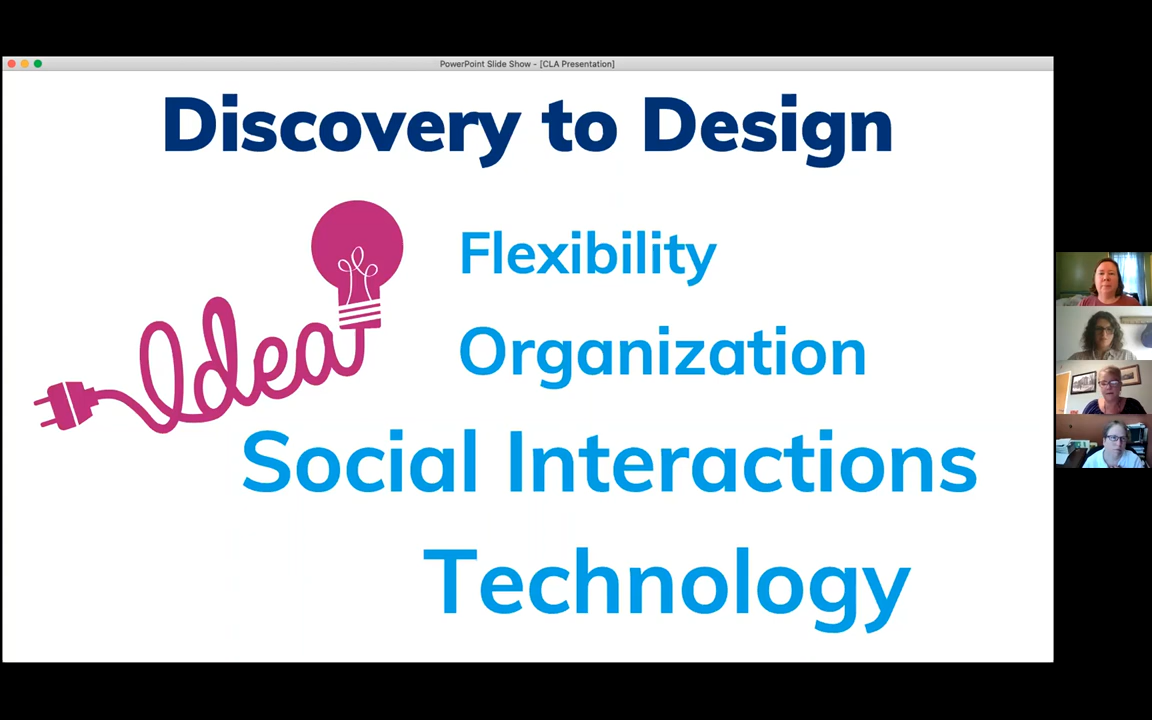 PowerPoint Slide Show - [CLA Presentation]
Discovery to Design
Idea
Flexibility
Organization
Social Interactions
Technology